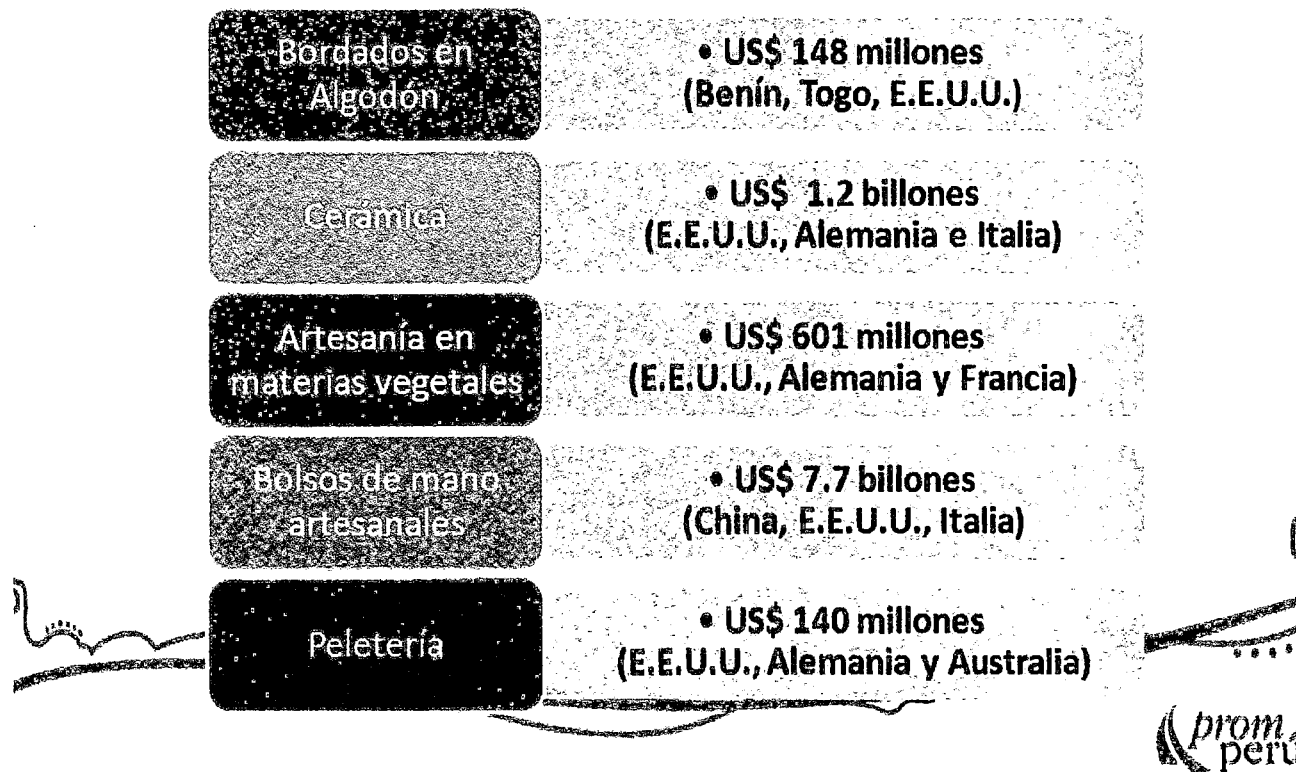 Bordados en
Algodón
• US$ 148 millones
(Benín, Togo, E.E.U.U.)
Cerámica
• US$ 1.2 billones
(E.E.U.U., Alemania e Italia)
Artesanía en
materias vegetales
• US$ 601 millones
(E.E.U.U., Alemania y Francia)
Bolsos de mano
artesanales
• US$ 7.7 billones
(China, E.E.U.U., Italia)
Peletería
• US$ 140 millones
(E.E.U.U., Alemania y Australia)
prom
perú